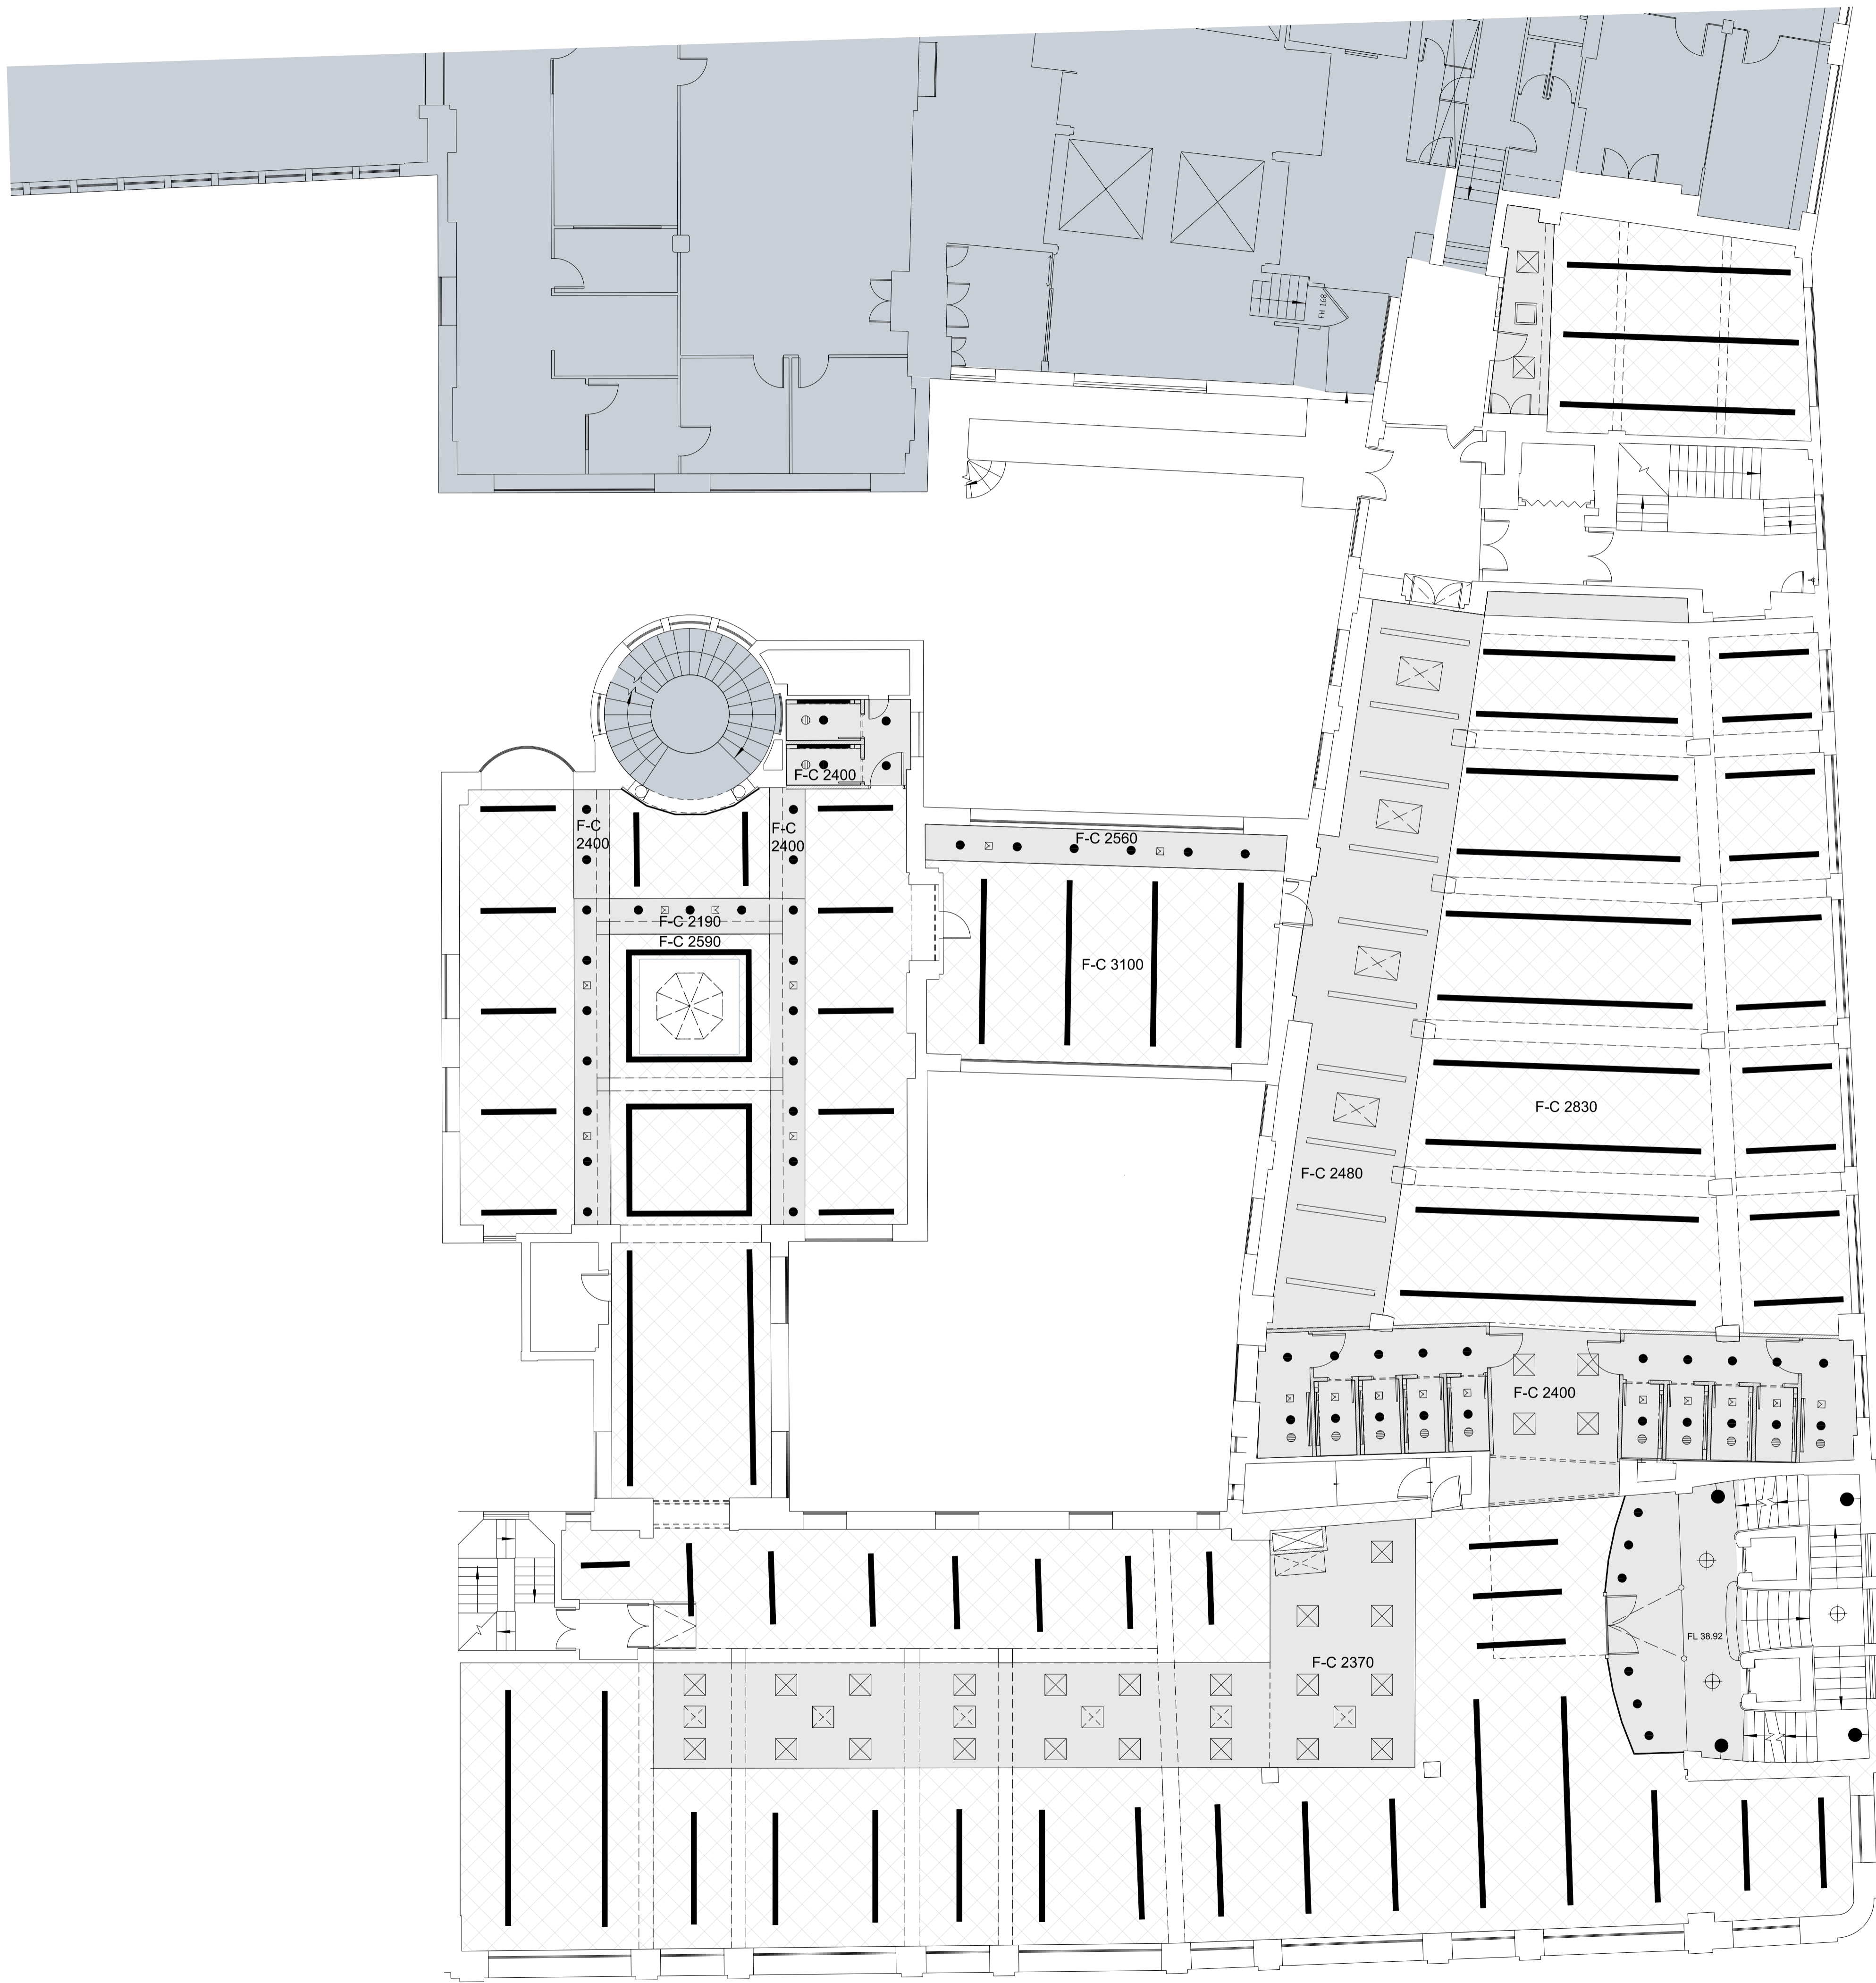 FH 168
F-C 2400
F-C
2400
F-C
2400
F-C 2560
F-C 2190
F-C 2590
F-C 3100
F-C 2830
F-C 2480
F-C 2400
FL 38.92
F-C 2370